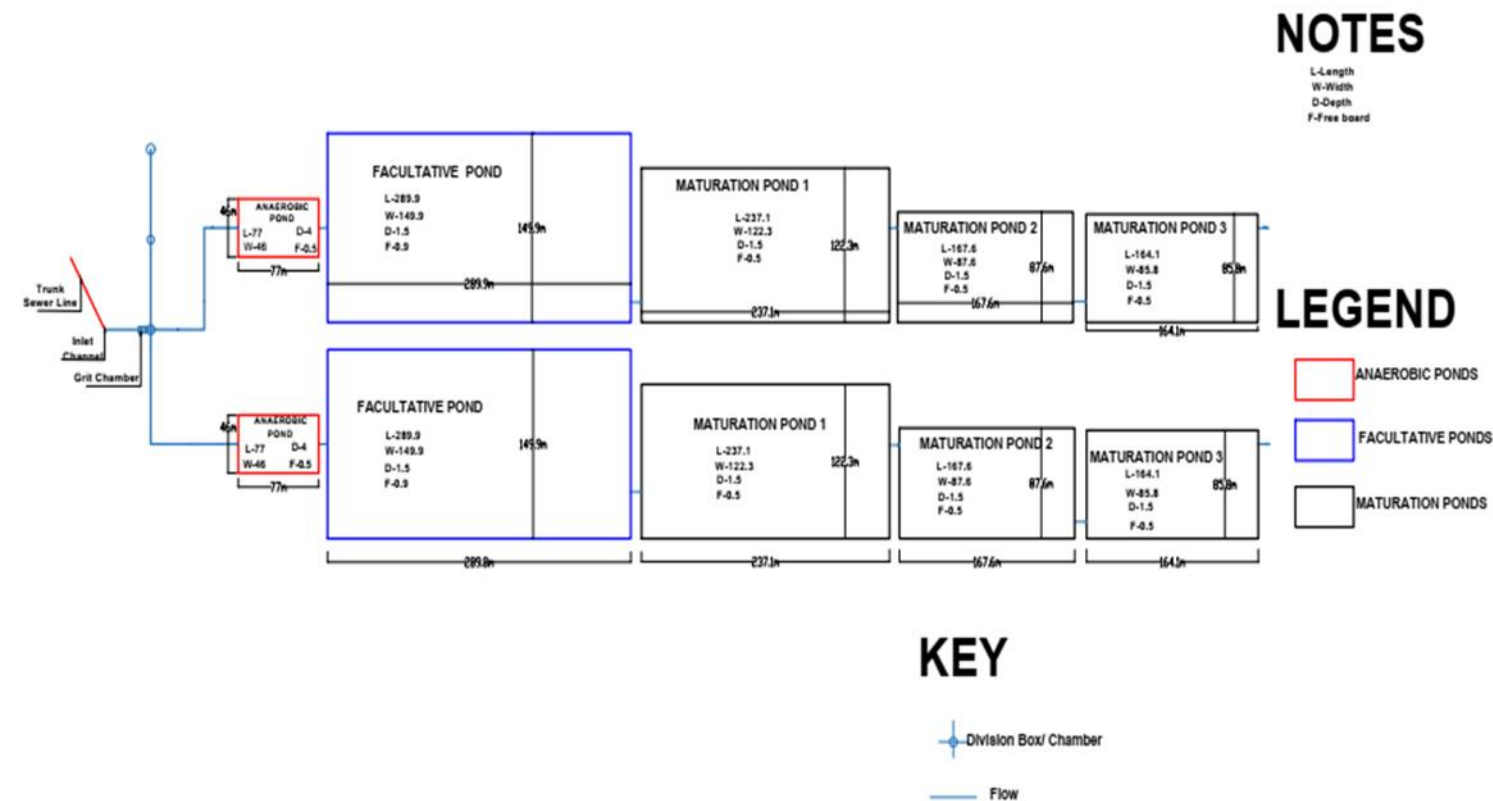 NOTES
L-Length
W-Width
D-Depth
F-Free board
FACULTATIVE POND
L-289.9
W-149.9
D-1.5
F-0.9
149.9m
289.9m
MATURATION POND 1
L-237.1
W-122.3
D-1.5
F-0.5
122.3m
237.1m
MATURATION POND 2
L-167.6
W-87.6
D-1.5
F-0.5
87.6m
167.6m
MATURATION POND 3
L-164.1
W-85.8
D-1.5
F-0.5
85.8m
164.1m
46m
ANAEROBIC
POND
L-77 D-4
W-46 F-0.5
77m
Trunk
Sewer Line
Inlet
Channel
Grit Chamber
LEGEND
ANAEROBIC PONDS
FACULTATIVE PONDS
MATURATION PONDS
46m
ANAEROBIC
POND
L-77 D-4
W-46 F-0.5
77m
FACULTATIVE POND
L-289.9
W-149.9
D-1.5
F-0.9
149.9m
289.8m
MATURATION POND 1
L-237.1
W-122.3
D-1.5
F-0.5
122.3m
237.1m
MATURATION POND 2
L-167.6
W-87.6
D-1.5
F-0.5
87.6m
167.6m
MATURATION POND 3
L-164.1
W-85.8
D-1.5
F-0.5
85.8m
164.1m
KEY
Division Box/ Chamber
Flow